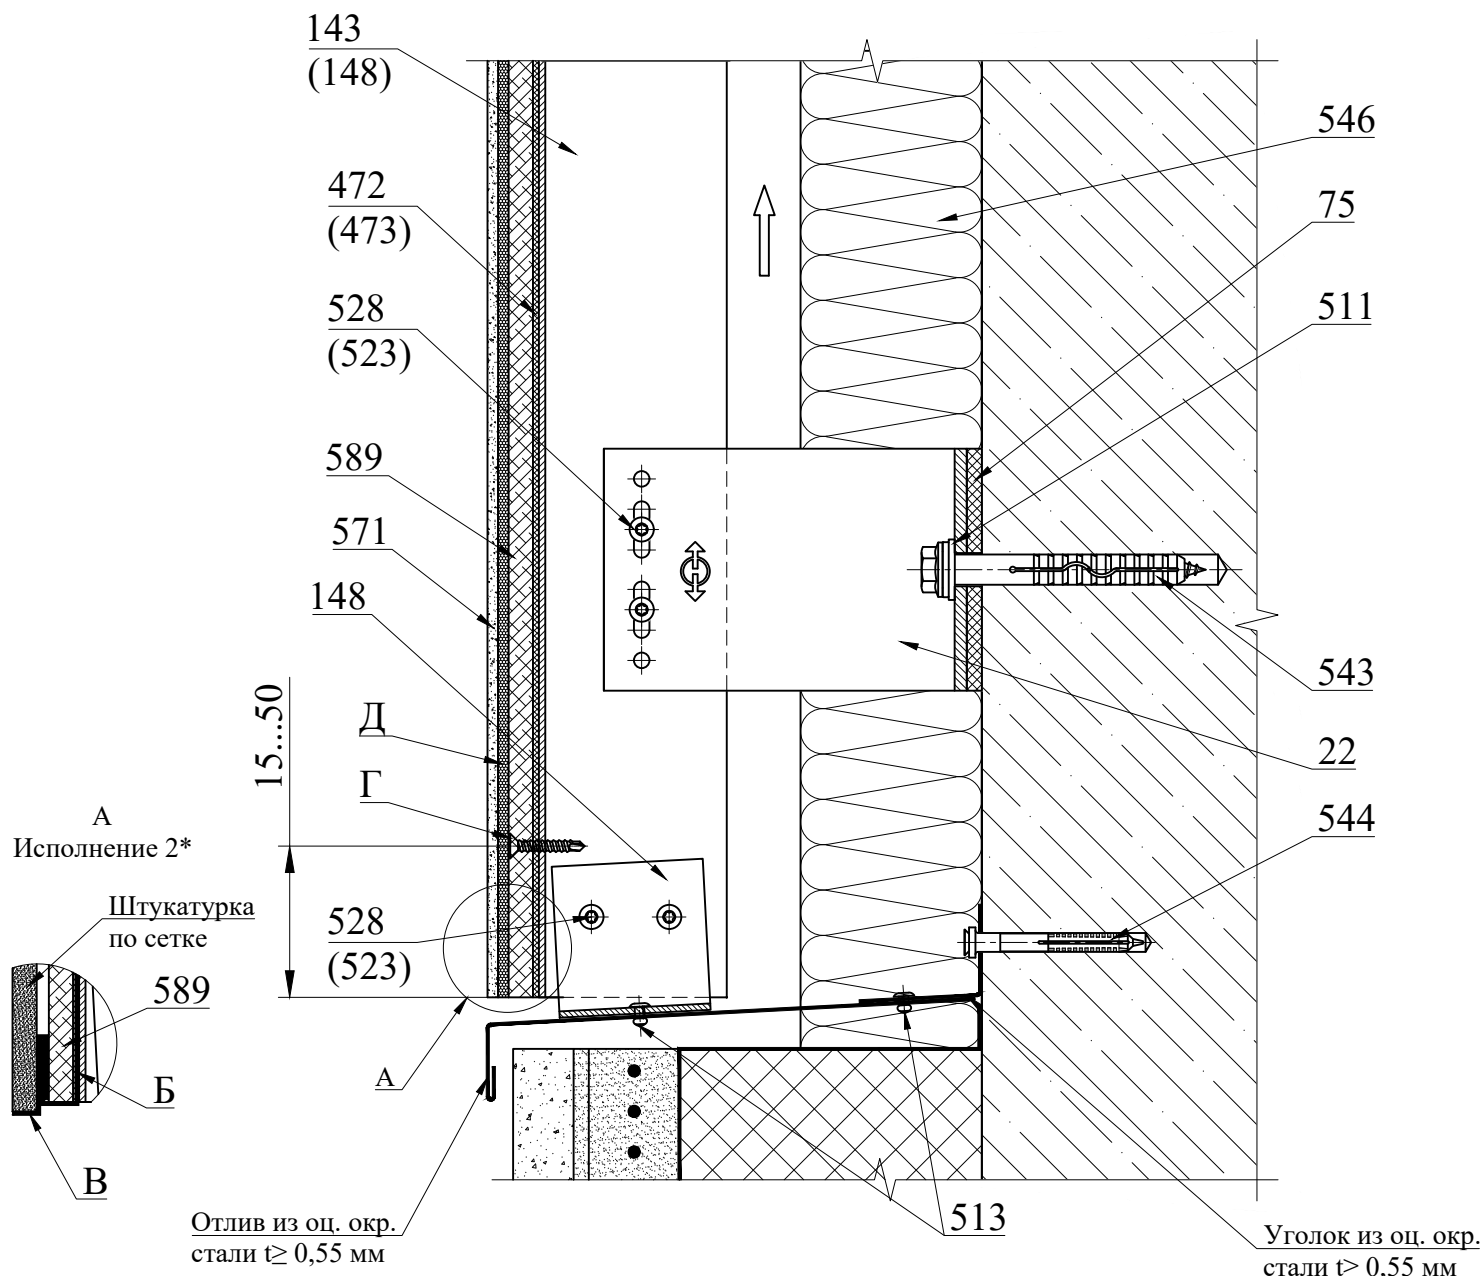 143
(148)
472
(473)
528
(523)
589
571
148
Д
Г
15...50
528
(523)
А
А
Исполнение 2*
Штукатурка
по сетке
589
Б
В
Отлив из оц. окр.
стали t≥ 0,55 мм
546
75
511
543
22
544
513
Уголок из оц. окр.
стали t> 0,55 мм